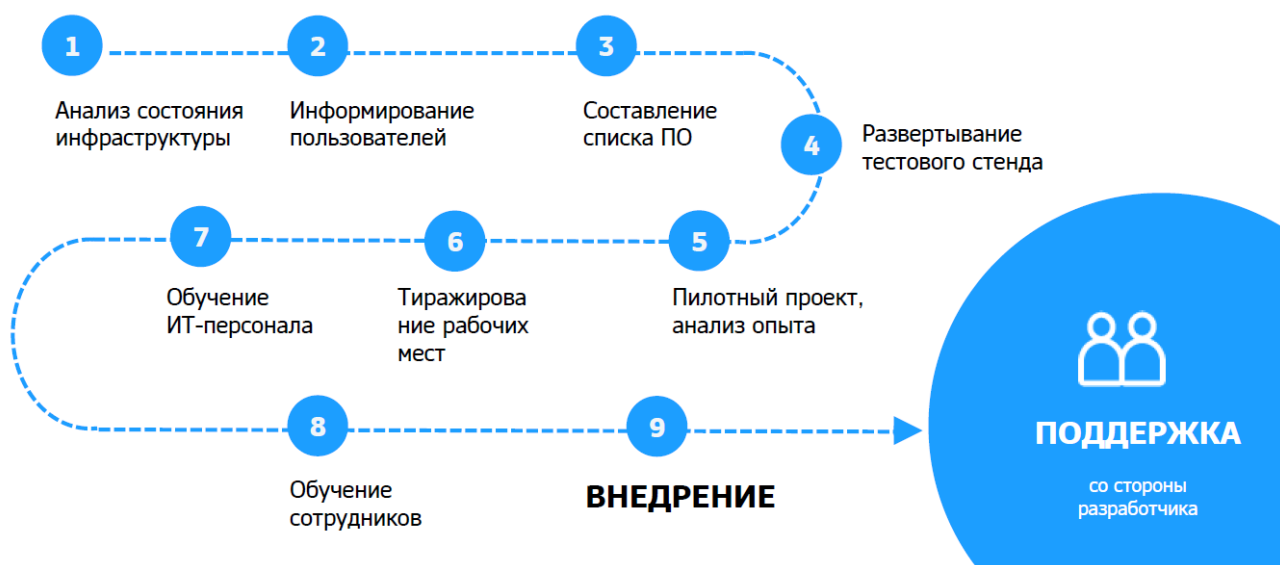 1
Анализ состояния
инфраструктуры
2
Информирование
пользователей
3
Составление
списка ПО
4
Развертывание
тестового стенда
5
Пилотный проект,
анализ опыта
6
Тиражирова
ние рабочих
мест
7
Обучение
ИТ-персонала
8
Обучение
сотрудников
9
ВНЕДРЕНИЕ
ПОДДЕРЖКА
со стороны
разработчика